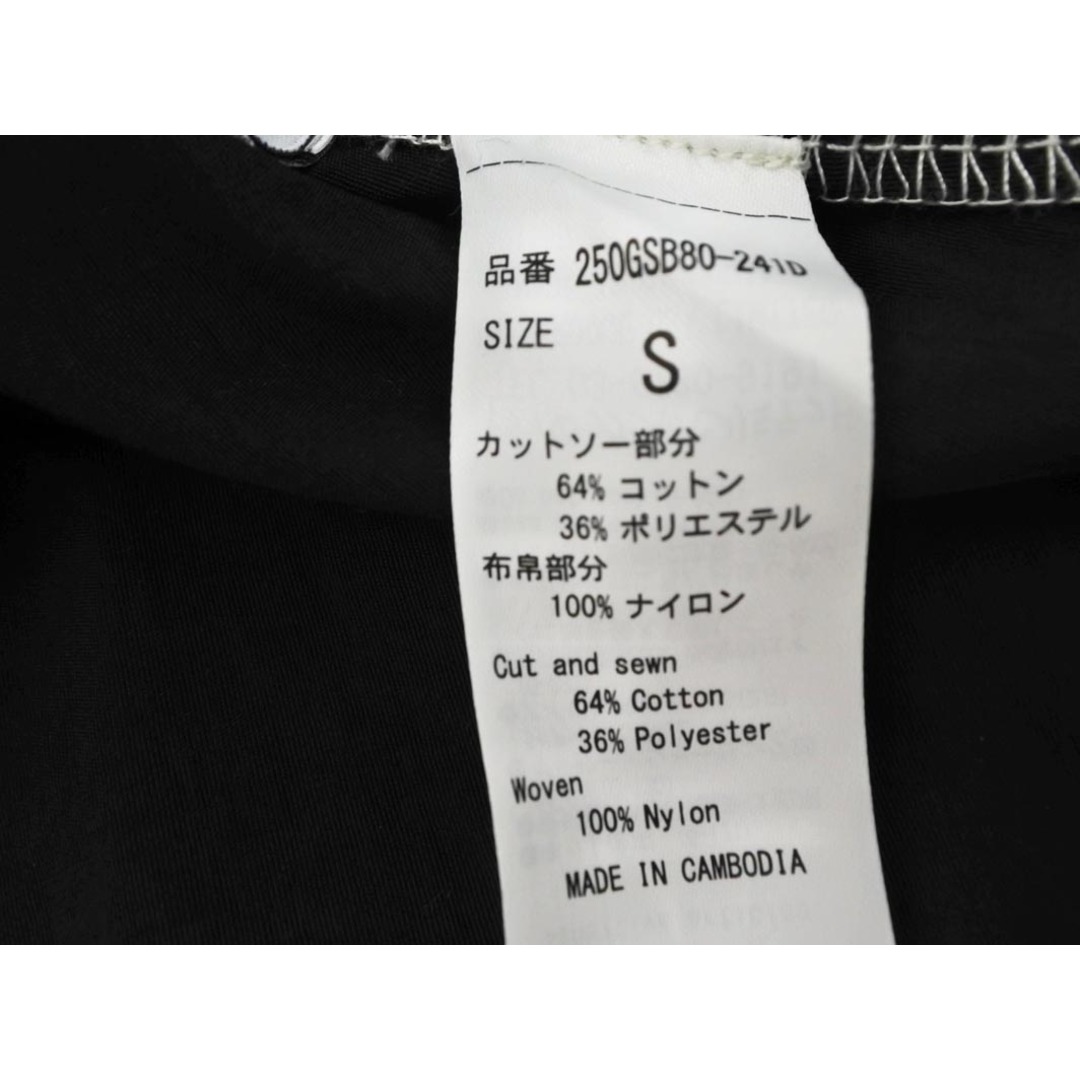 品番 250GSB80-241D
SIZE
S
カットソー部分
64% コットン
36% ポリエステル
布帛部分
100% ナイロン
Cut and sewn
64% Cotton
36% Polyester
Woven
100% Nylon
MADE IN CAMBODIA